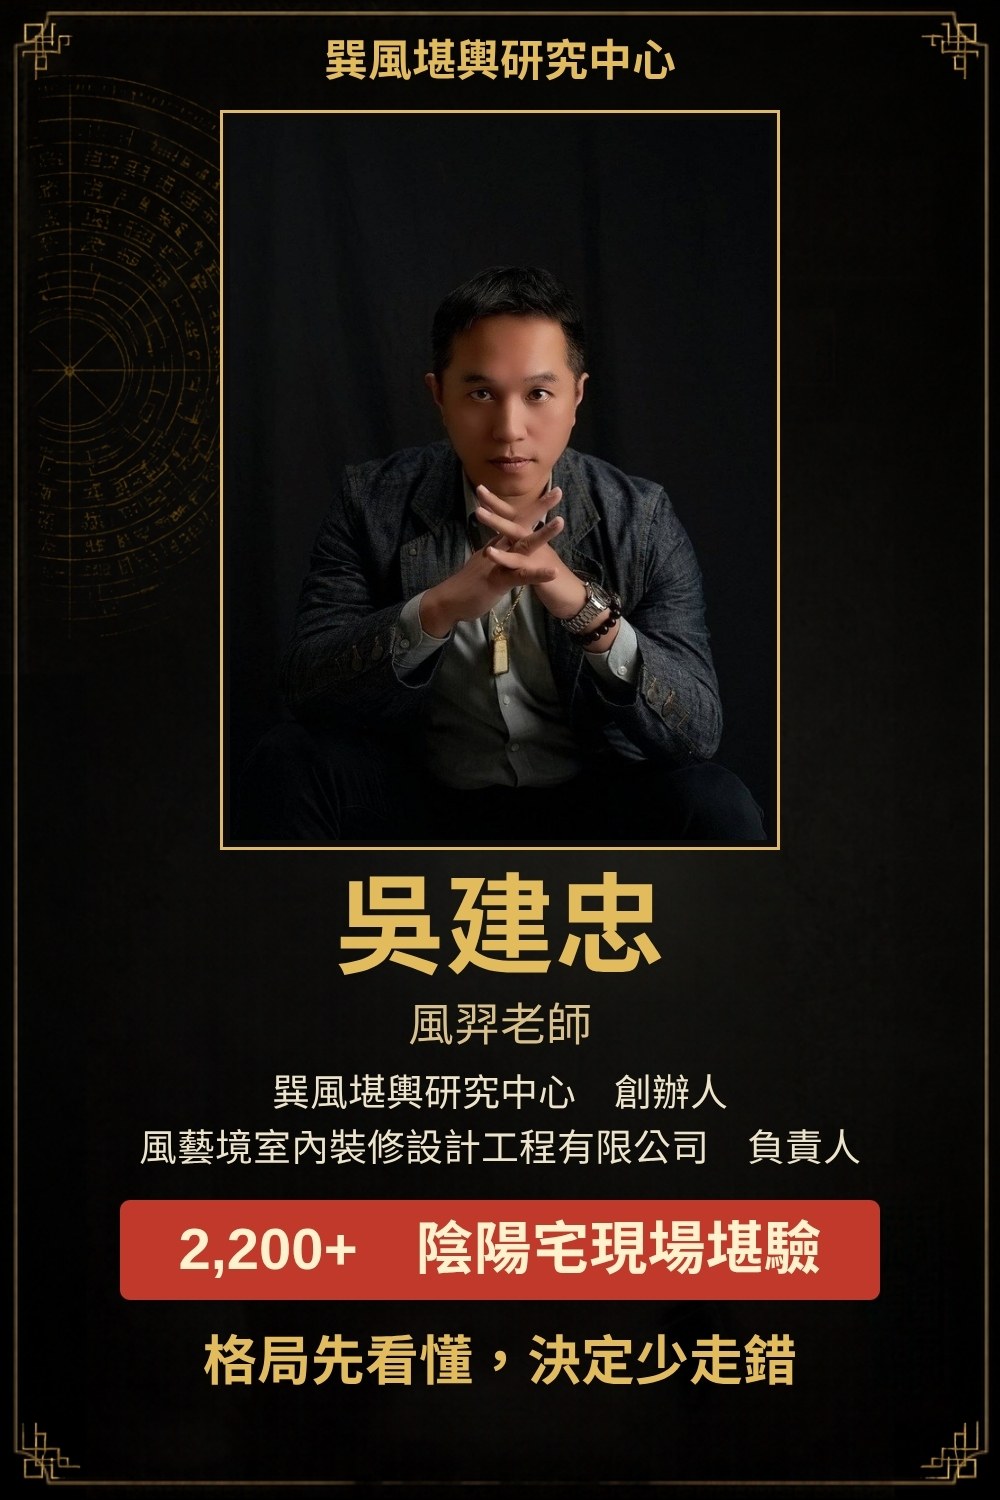 巽風堪輿研究中心
吳建忠
風羿老師
巽風堪輿研究中心　創辦人
風藝境室內裝修設計工程有限公司　負責人
2,200+　陰陽宅現場堪驗
格局先看懂，決定少走錯